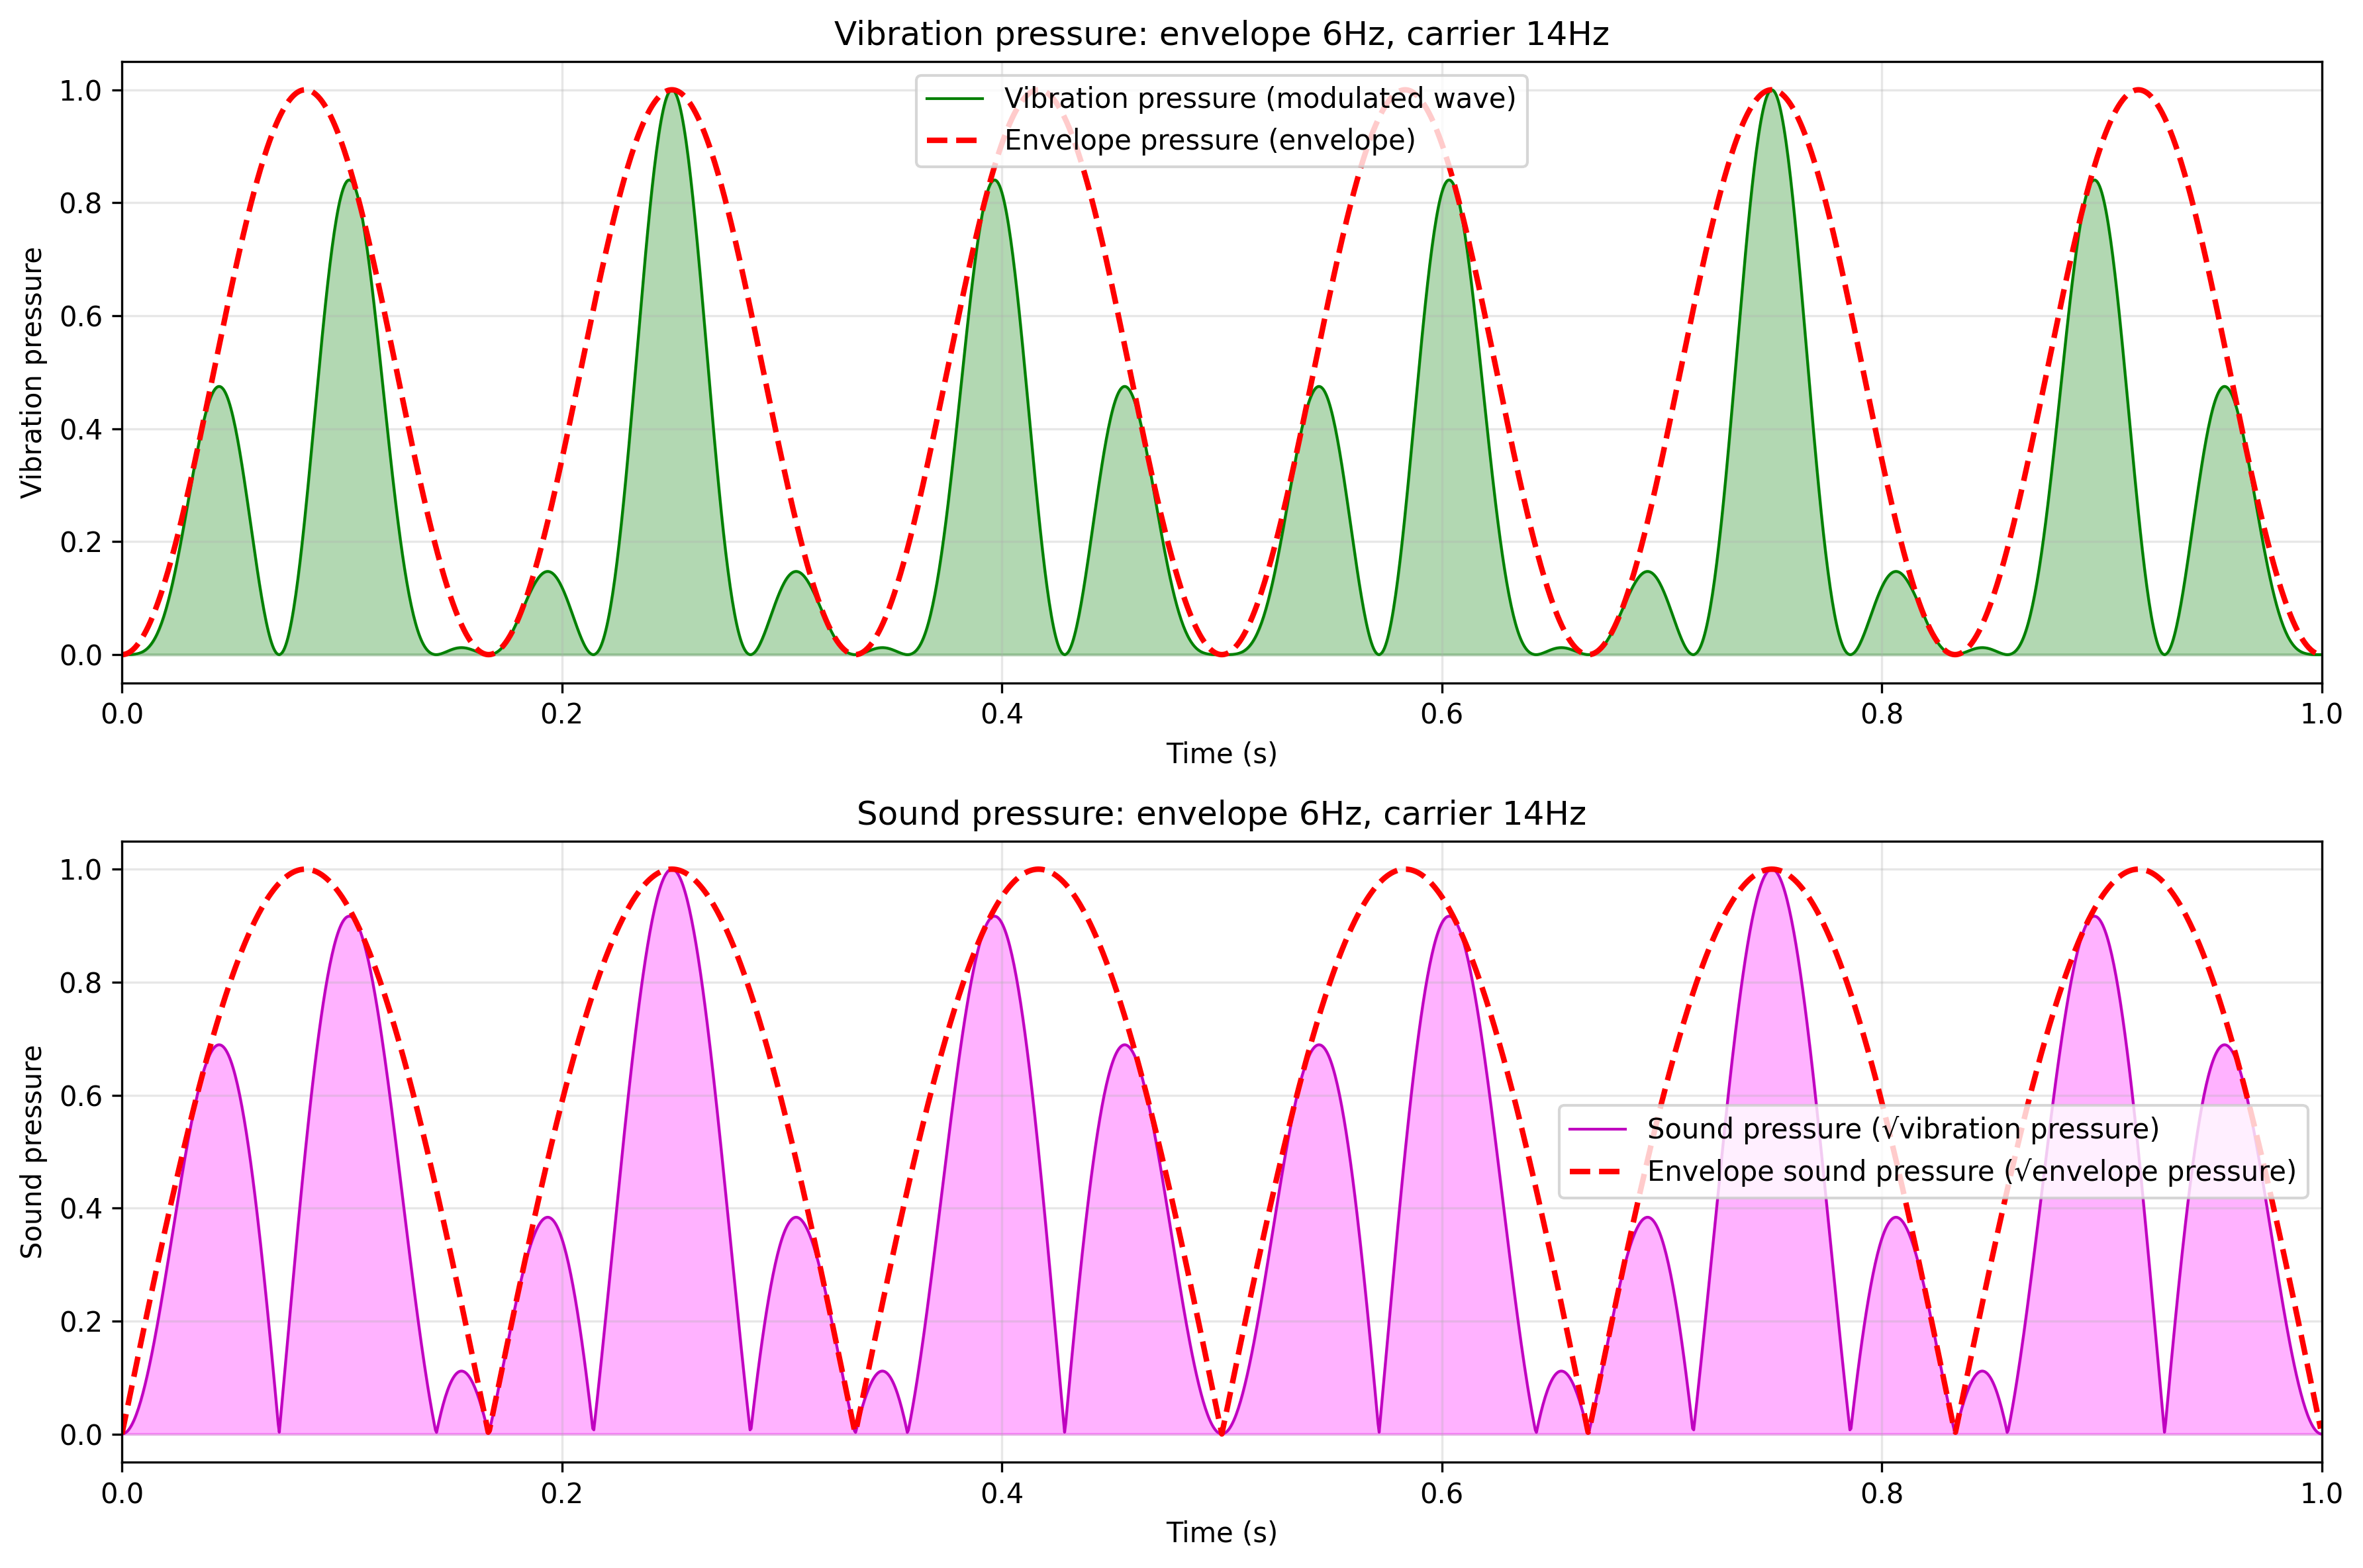 Vibration pressure: envelope 6Hz, carrier 14Hz
Vibration pressure (modulated wave)
Envelope pressure (envelope)
Vibration pressure
1.0
0.8
0.6
0.4
0.2
0.0
0.0 0.2 0.4 0.6 0.8 1.0
Time (s)
Sound pressure: envelope 6Hz, carrier 14Hz
Sound pressure (√vibration pressure)
Envelope sound pressure (√envelope pressure)
Sound pressure
1.0
0.8
0.6
0.4
0.2
0.0
0.0 0.2 0.4 0.6 0.8 1.0
Time (s)